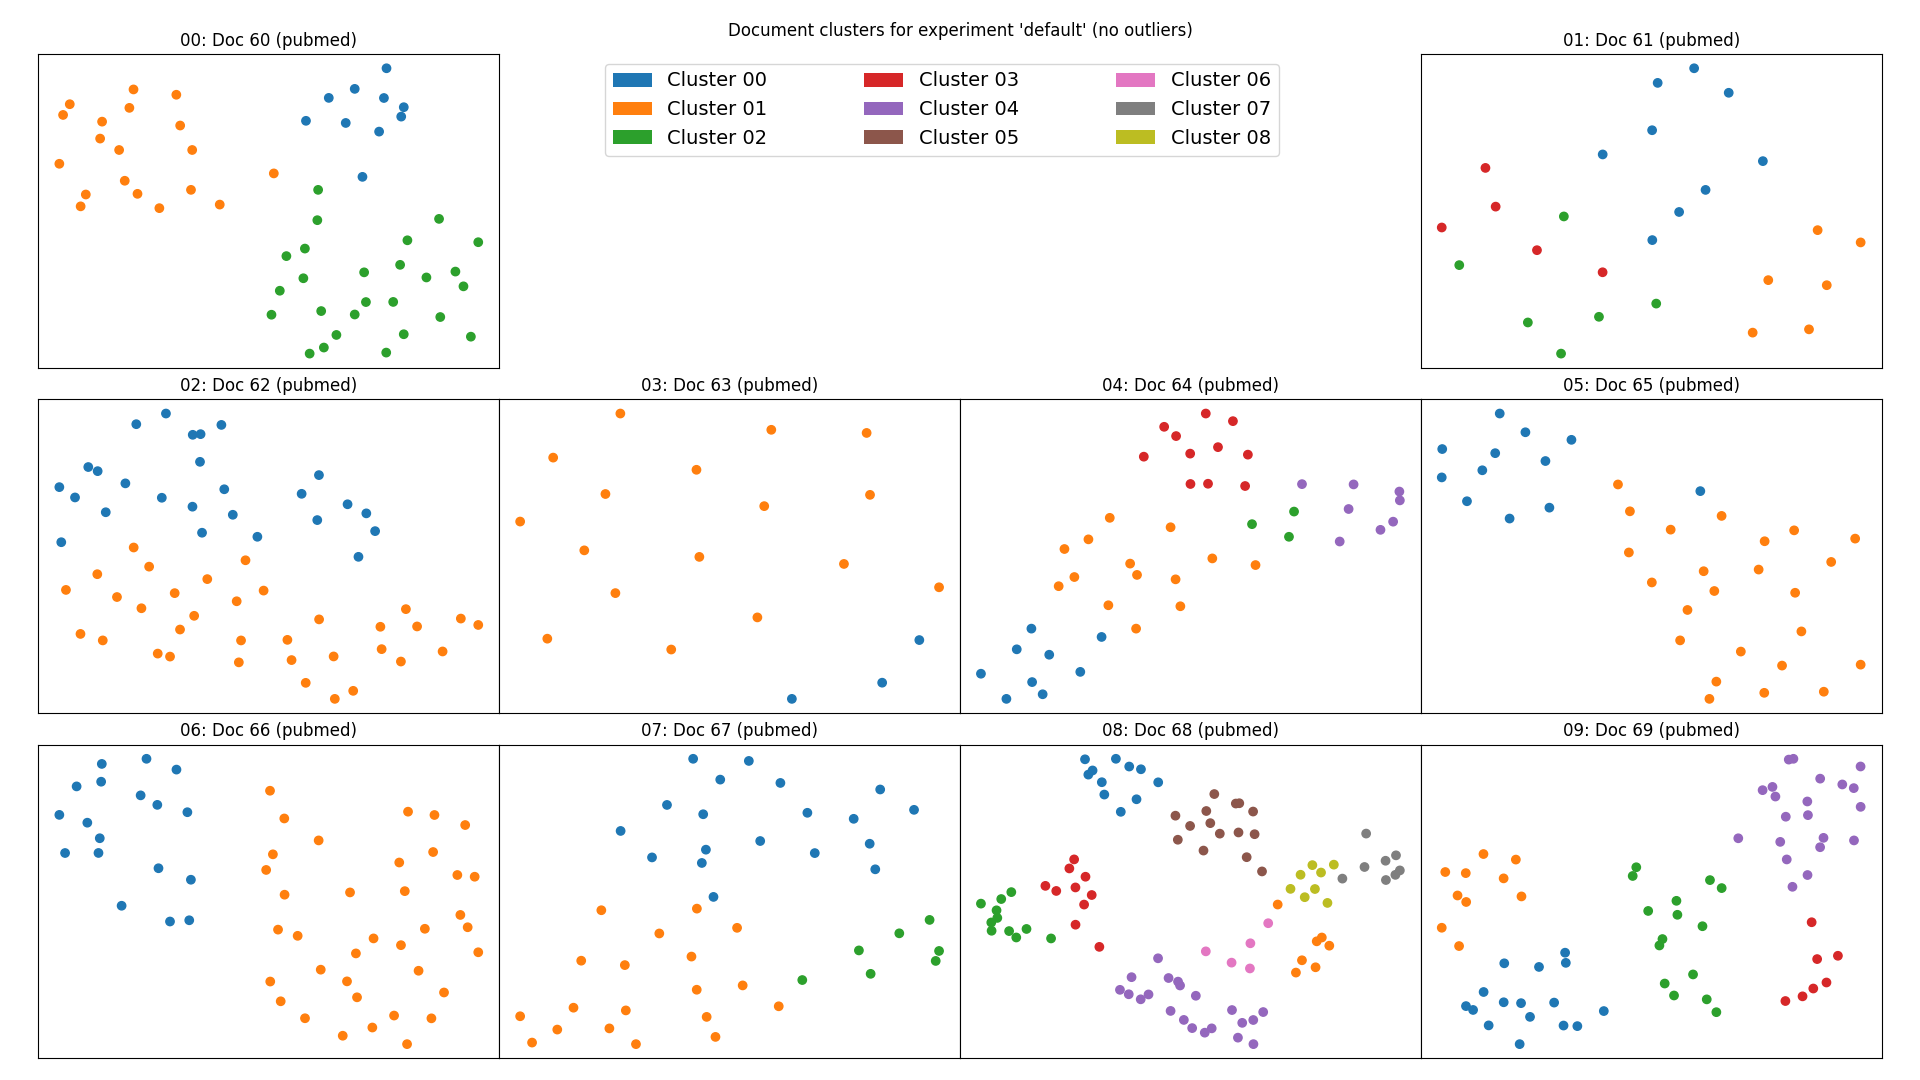 Document clusters for experiment 'default' (no outliers)
00: Doc 60 (pubmed)
01: Doc 61 (pubmed)
Cluster 00
Cluster 03
Cluster 06
Cluster 01
Cluster 04
Cluster 07
Cluster 02
Cluster 05
Cluster 08
02: Doc 62 (pubmed)
03: Doc 63 (pubmed)
04: Doc 64 (pubmed)
05: Doc 65 (pubmed)
06: Doc 66 (pubmed)
07: Doc 67 (pubmed)
08: Doc 68 (pubmed)
09: Doc 69 (pubmed)